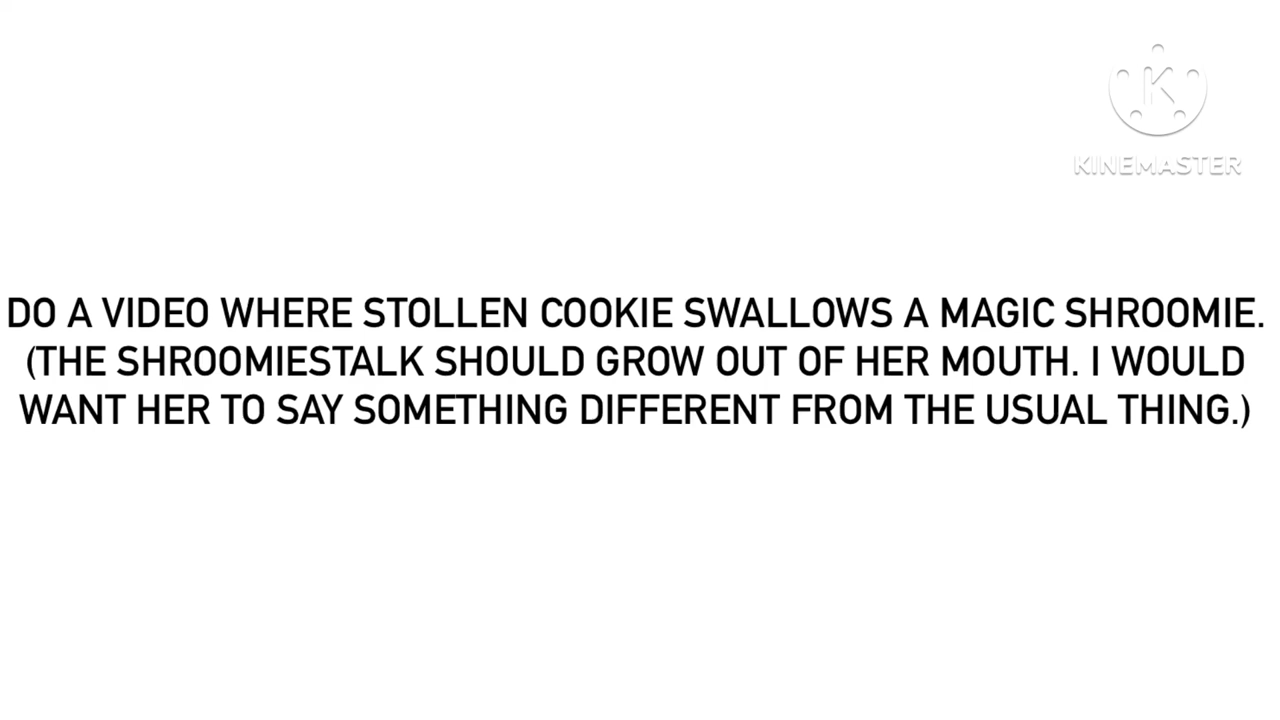 KINEMASTER
DO A VIDEO WHERE STOLLEN COOKIE SWALLOWS A MAGIC SHROOMIE.
(THE SHROOMIESTALK SHOULD GROW OUT OF HER MOUTH. I WOULD
WANT HER TO SAY SOMETHING DIFFERENT FROM THE USUAL THING.)